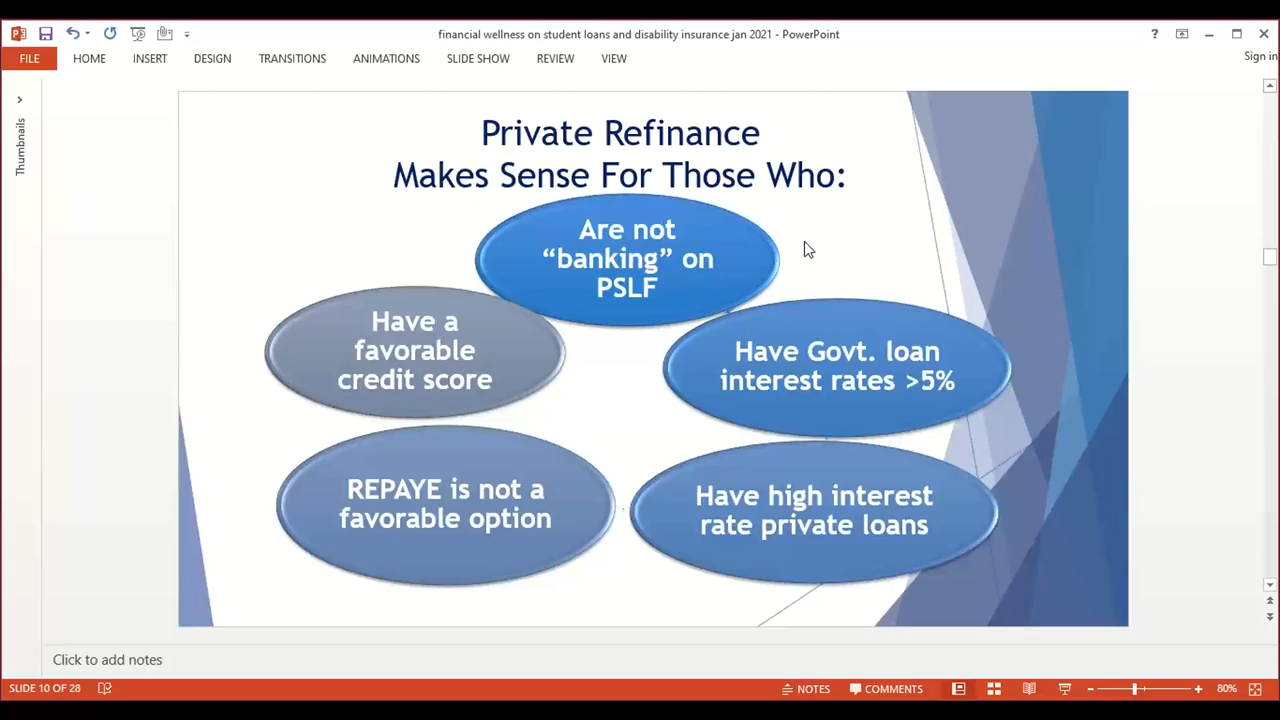 financial wellness on student loans and disability insurance jan 2021 - PowerPoint
?
FILE HOME INSERT DESIGN TRANSITIONS ANIMATIONS SLIDE SHOW REVIEW VIEW
Sign in
Thumbnails
Private Refinance
Makes Sense For Those Who:
Are not
“banking” on
PSLF
Have Govt. loan
interest rates >5%
Have high interest
rate private loans
REPAYE is not a
favorable option
Have a
favorable
credit score
Click to add notes
SLIDE 10 OF 28 NOTES COMMENTS 80%